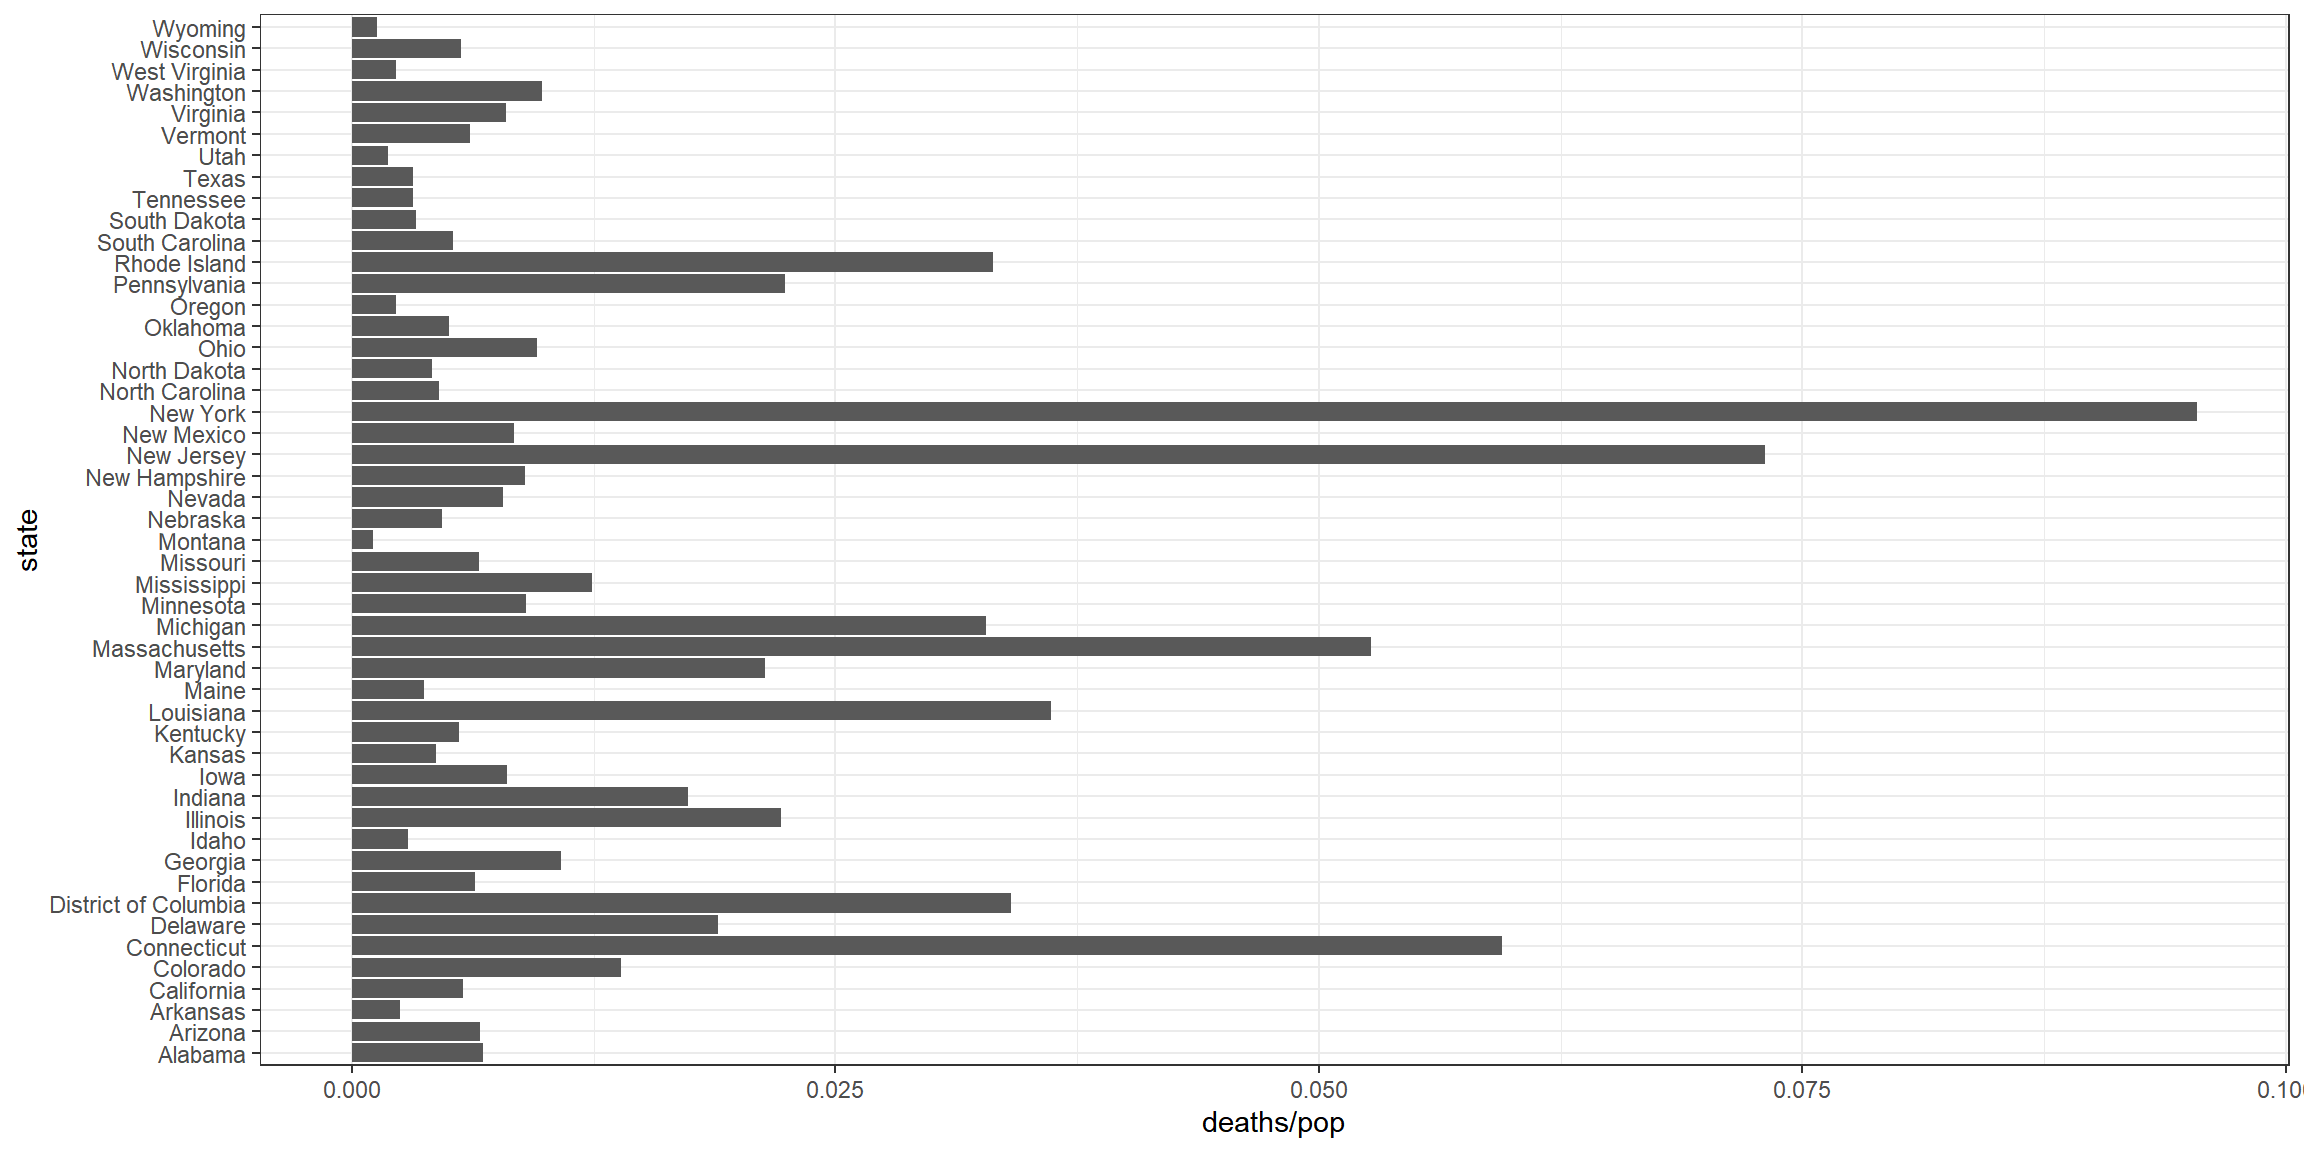 Wyoming
Wisconsin
West Virginia
Washington
Virginia
Vermont
Utah
Texas
Tennessee
South Dakota
South Carolina
Rhode Island
Pennsylvania
Oregon
Oklahoma
Ohio
North Dakota
North Carolina
New York
New Mexico
New Jersey
New Hampshire
Nevada
Nebraska
Montana
Missouri
Mississippi
Minnesota
Michigan
Massachusetts
Maryland
Maine
Louisiana
Kentucky
Kansas
Iowa
Indiana
Illinois
Idaho
Georgia
Florida
District of Columbia
Delaware
Connecticut
Colorado
California
Arkansas
Arizona
Alabama
state
0.000 0.025 0.050 0.075 0.10
deaths/pop